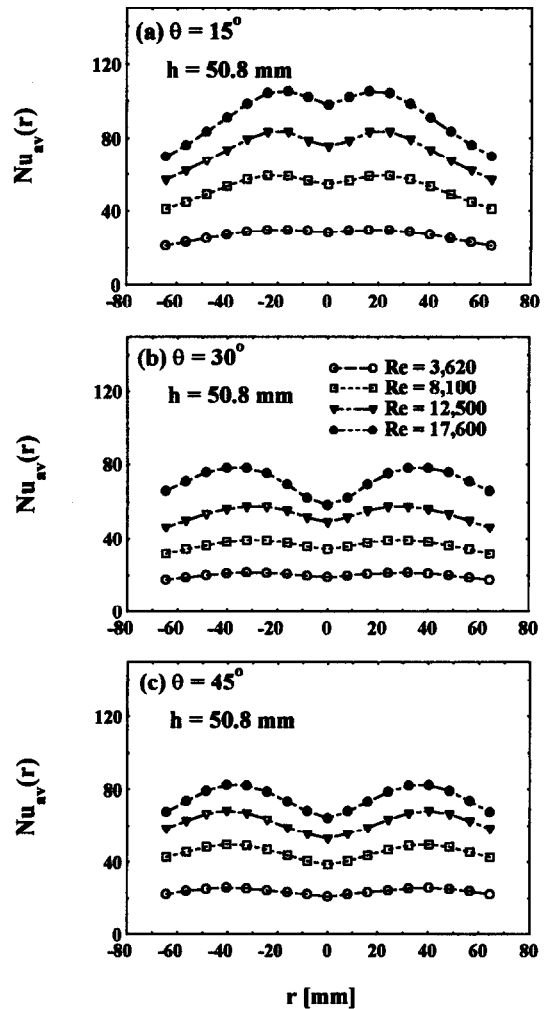 (a) θ = 15°
h = 50.8 mm
Nu_av(r)
120
80
40
0
-80 -60 -40 -20 0 20 40 60 80
(b) θ = 30°
h = 50.8 mm
Re = 3,620
Re = 8,100
Re = 12,500
Re = 17,600
Nu_av(r)
120
80
40
0
-80 -60 -40 -20 0 20 40 60 80
(c) θ = 45°
h = 50.8 mm
Nu_av(r)
120
80
40
0
-80 -60 -40 -20 0 20 40 60 80
r [mm]